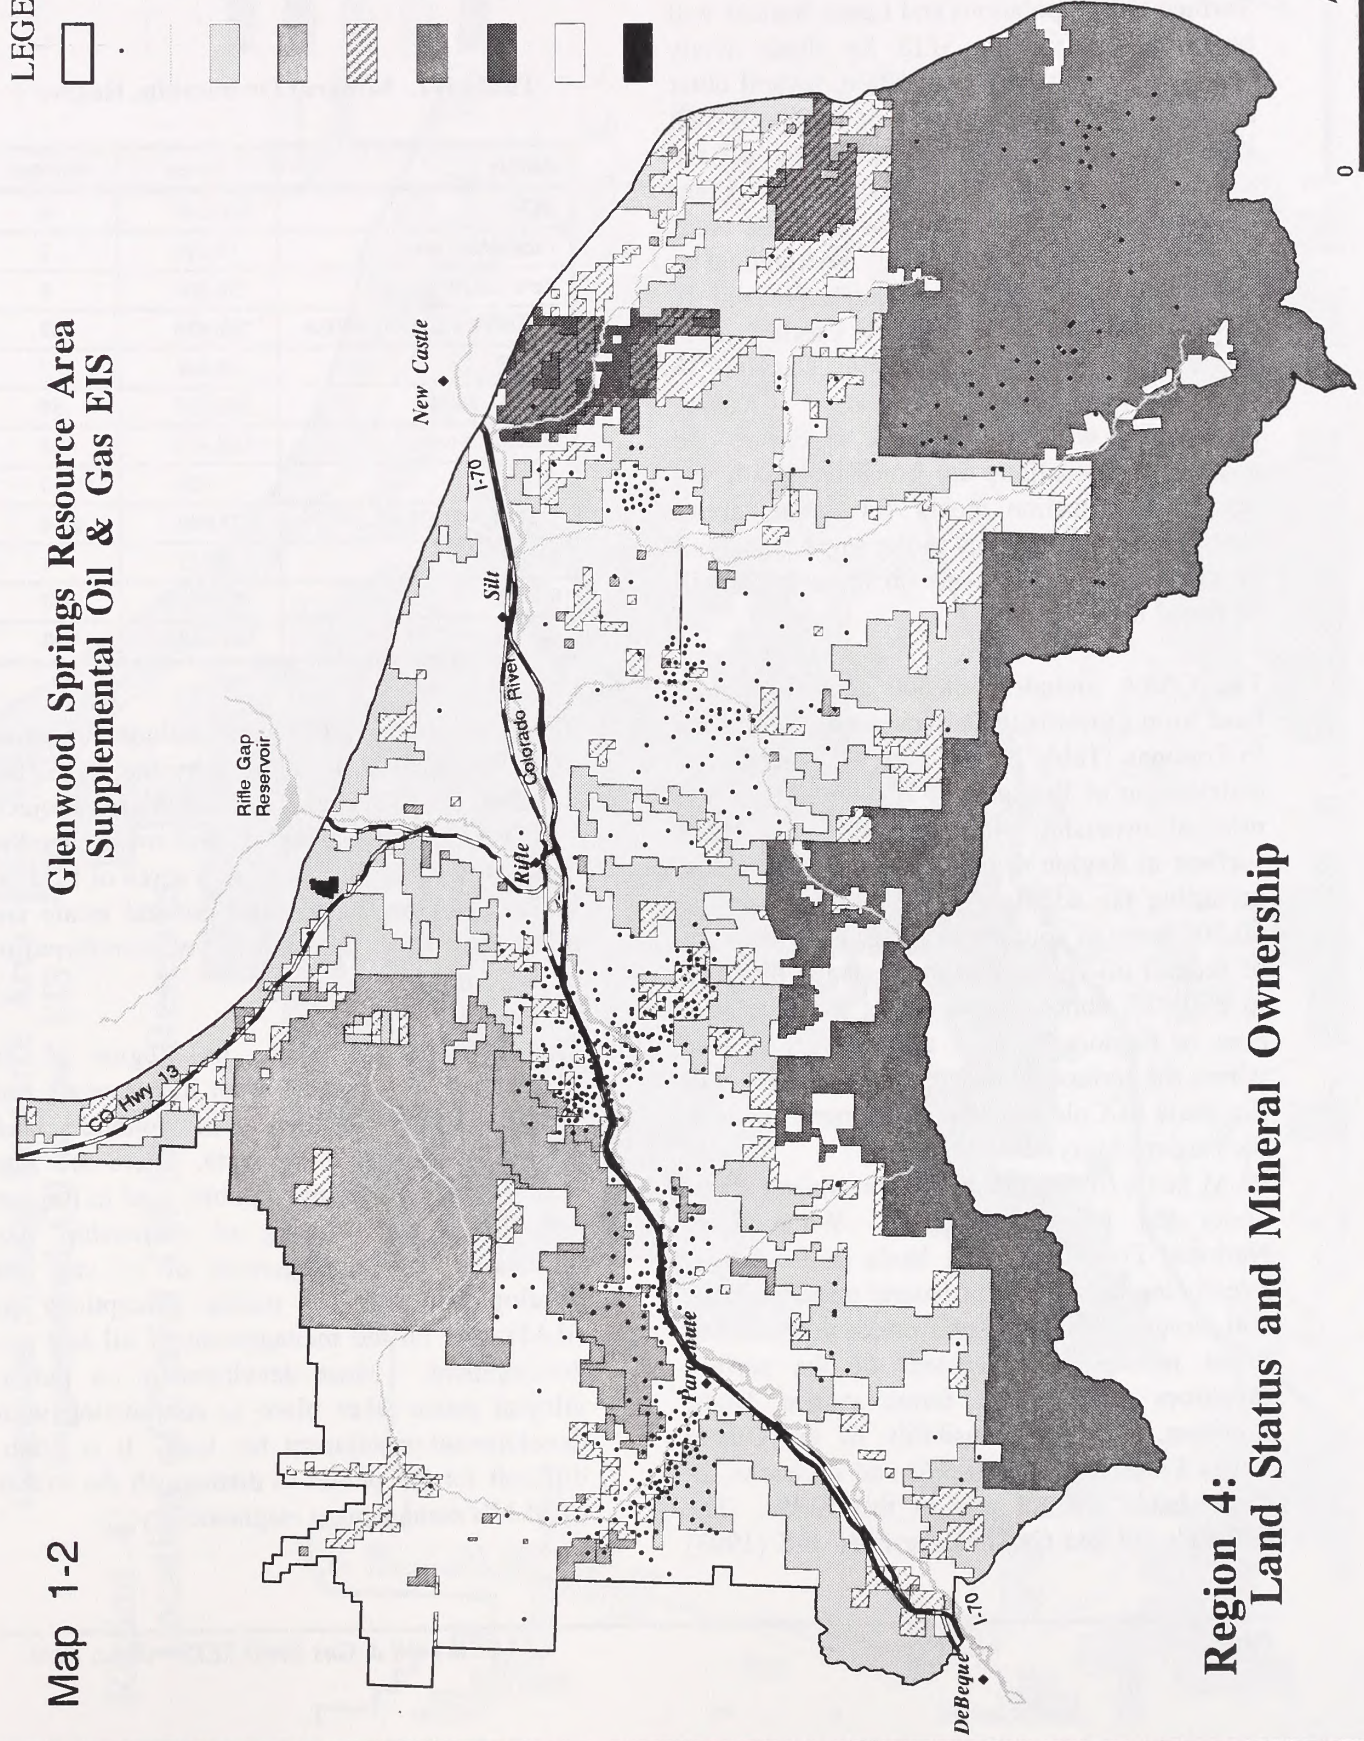 Map 1-2
Glenwood Springs Resource Area
Supplemental Oil & Gas EIS
LEGE
CO Hwy 13
Rifle Gap
Reservoir
New Castle
I-70
Silt
Colorado River
Rifle
Parachute
I-70
DeBeque
0
Region 4:
Land Status and Mineral Ownership